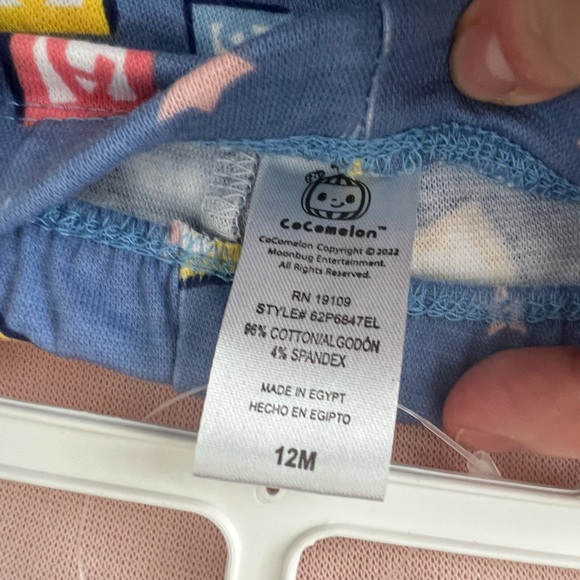 CoComelon™
CoComelon Copyright © 2022
Moonbug Entertainment.
All Rights Reserved.
RN 19109
STYLE# 62P6847EL
96% COTTON/ALGODÓN
4% SPANDEX
MADE IN EGYPT
HECHO EN EGIPTO
12M